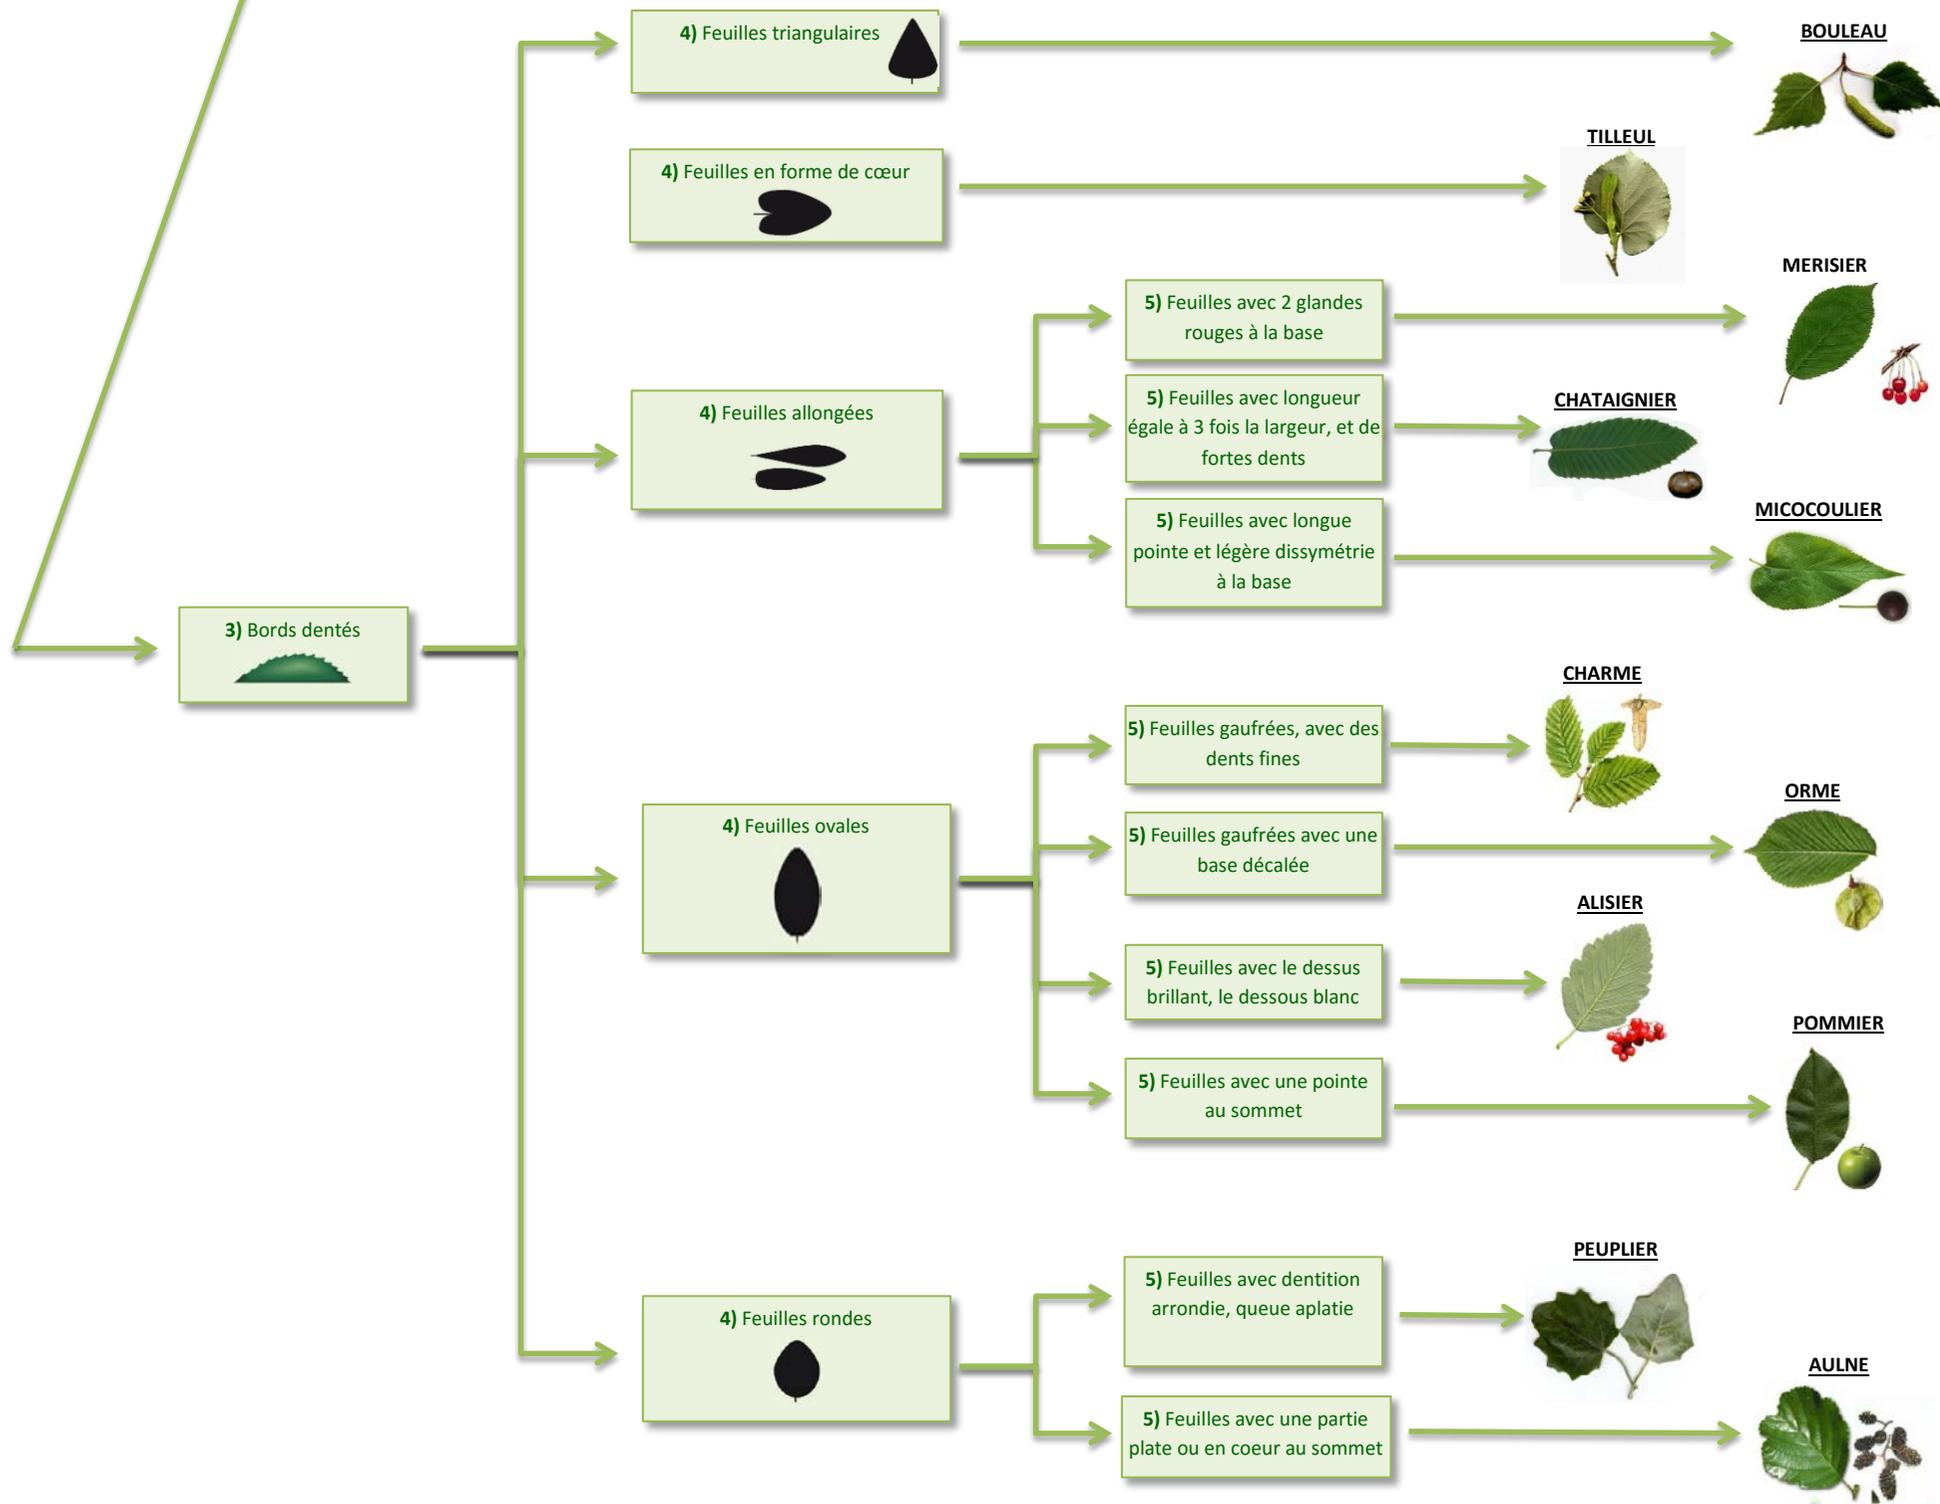 4) Feuilles triangulaires
BOULEAU
TILLEUL
4) Feuilles en forme de cœur
MERISIER
5) Feuilles avec 2 glandes
rouges à la base
CHATAIGNIER
5) Feuilles avec longueur
égale à 3 fois la largeur, et de
fortes dents
4) Feuilles allongées
MICOCOULIER
5) Feuilles avec longue
pointe et légère dissymétrie
à la base
3) Bords dentés
CHARME
5) Feuilles gaufrées, avec des
dents fines
ORME
4) Feuilles ovales
5) Feuilles gaufrées avec une
base décalée
ALISIER
5) Feuilles avec le dessus
brillant, le dessous blanc
POMMIER
5) Feuilles avec une pointe
au sommet
PEUPLIER
5) Feuilles avec dentition
arrondie, queue aplatie
4) Feuilles rondes
AULNE
5) Feuilles avec une partie
plate ou en coeur au sommet